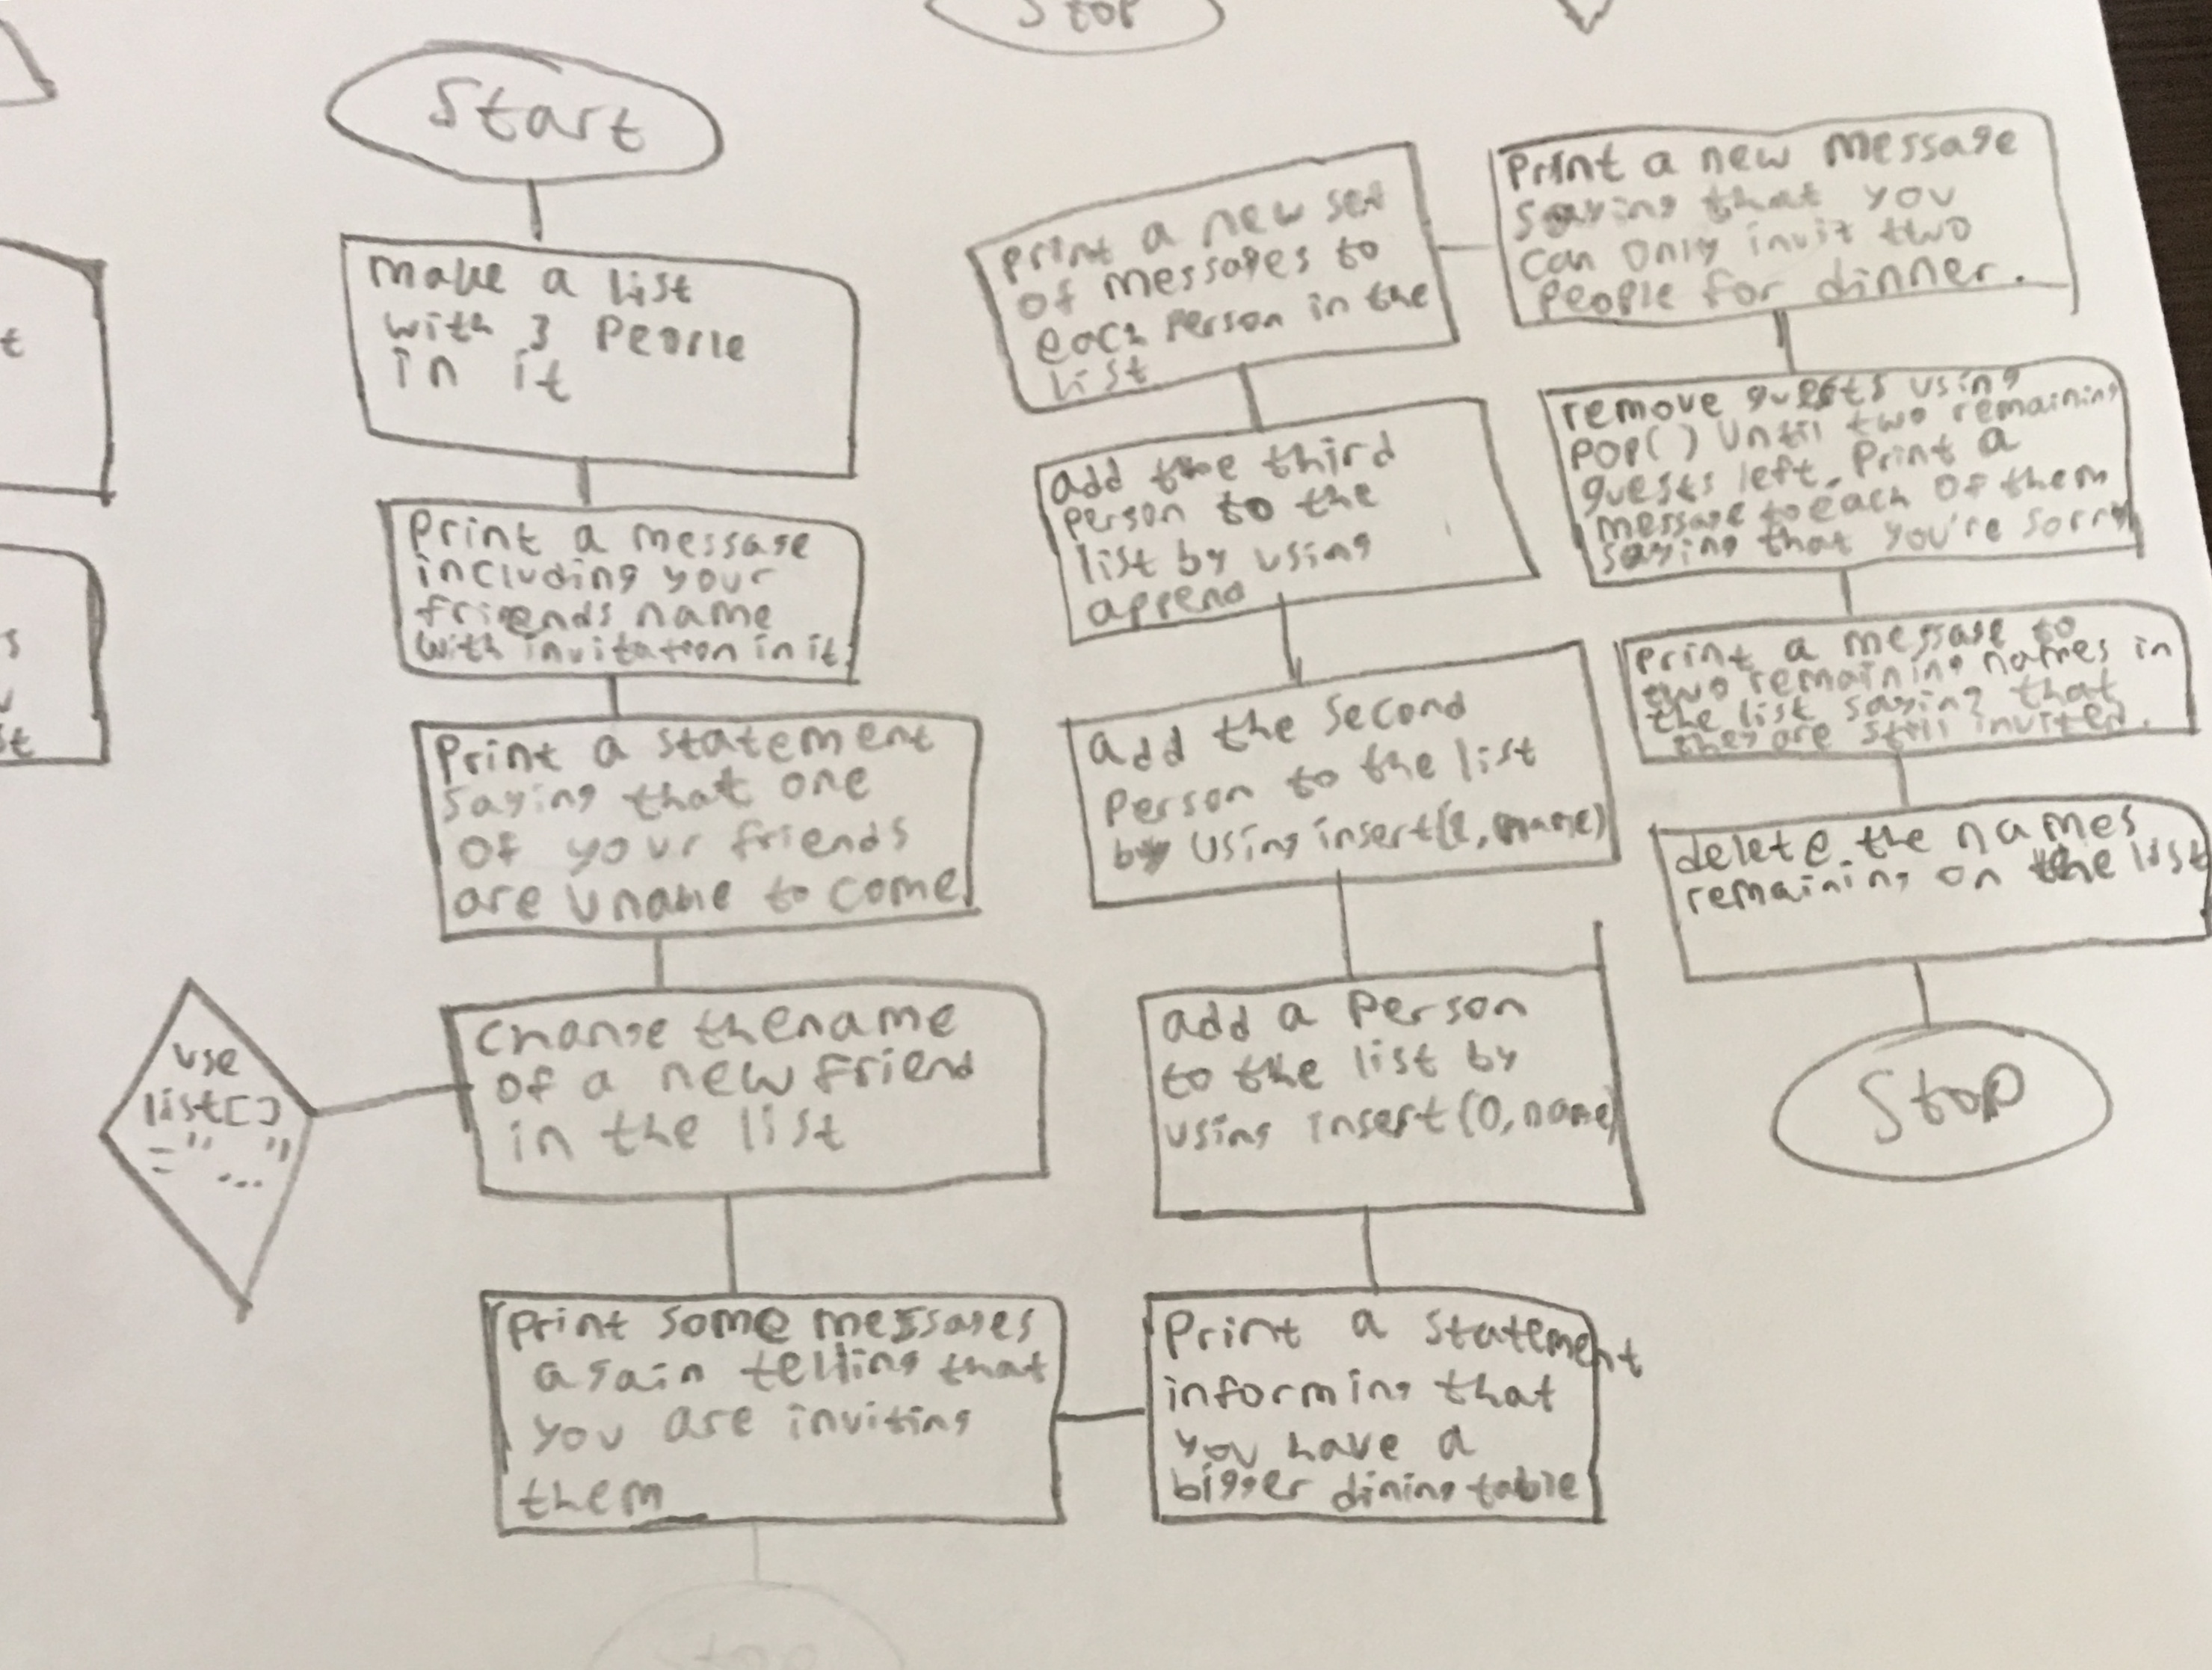 Stop
Start
make a list
with 3 people
in it
Print a message
including your
friends name
with invitation in it.
Print a statement
saying that one
of your friends
are unable to come
change thename
of a new friend
in the list
use
list[]
="..."
print some messages
again telling that
you are inviting
them
Print a statement
informing that
you have a
bigger dining table
add a person
to the list by
using insert(0, name)
add the second
person to the list
by using insert(2, name)
add the third
person to the
list by using
append
print a new set
of messages to
each person in the
list
Print a new message
saying that you
can only invit two
people for dinner.
remove guests using
pop() until two remaining
guests left. Print a
message to each of them
saying that you're sorry
print a message to
two remaining names in
the list saying that
they are still invited.
delete the names
remaining on the list
Stop
Stop
t
s
st